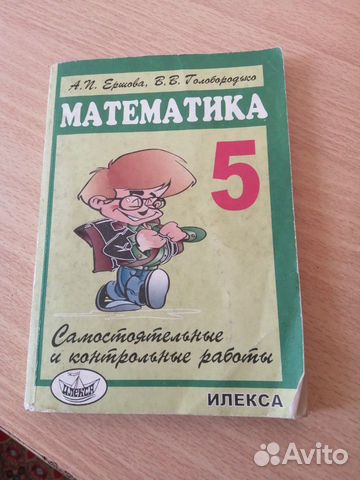 А.П. Ершова, В.В. Голобородько
МАТЕМАТИКА
5
Самостоятельные
и контрольные работы
ИЛЕКСА
ИЛЕКСА
Avito